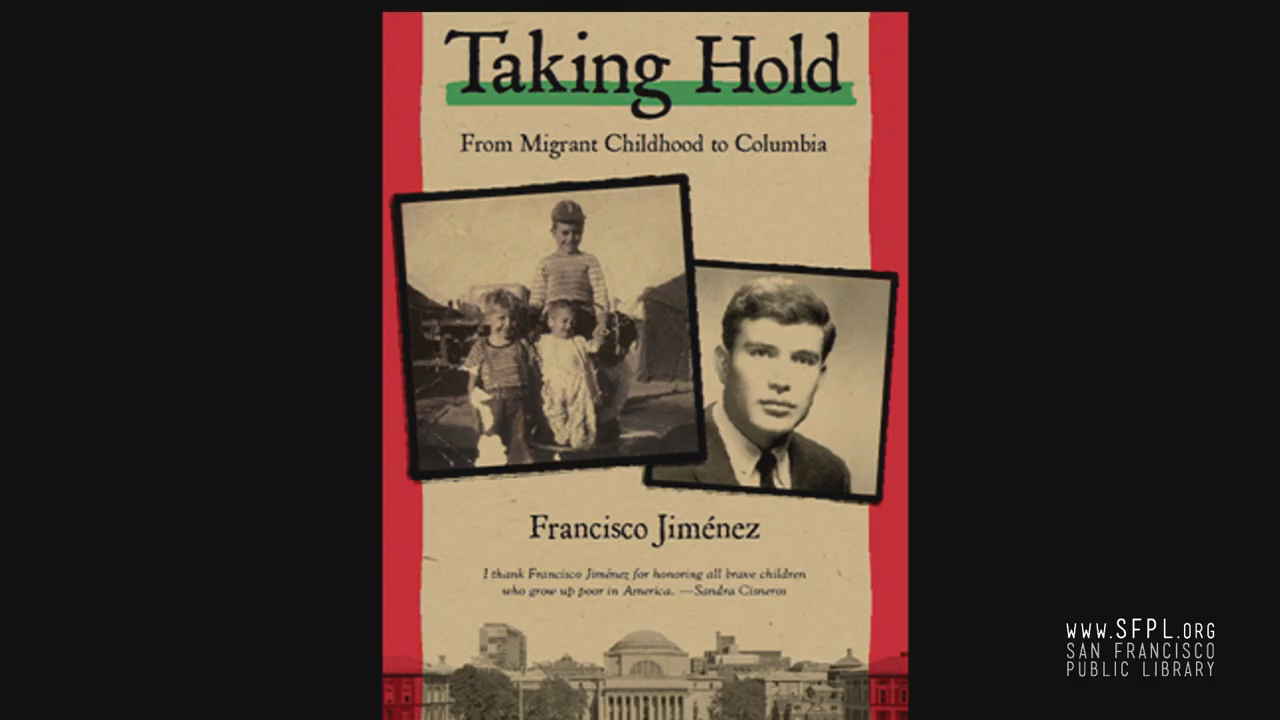 Taking Hold
From Migrant Childhood to Columbia
Francisco Jiménez
I thank Francisco Jiménez for honoring all brave children
who grow up poor in America. —Sandra Cisneros
www.SFPL.ORG
SAN FRANCISCO
PUBLIC LIBRARY